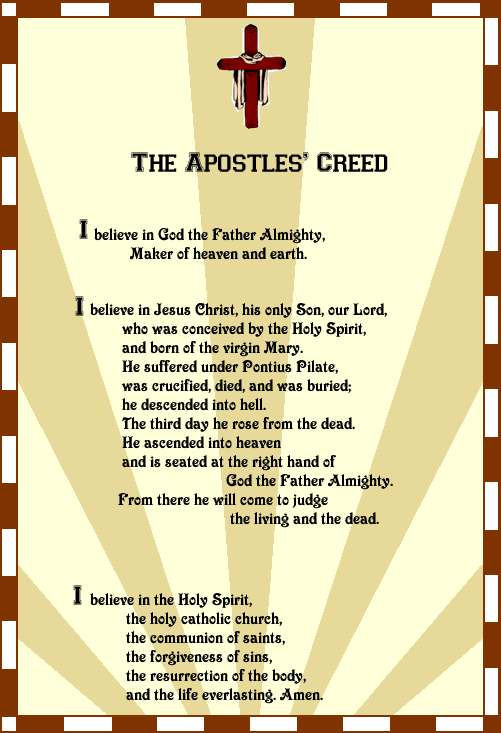 The Apostles' Creed
I believe in God the Father Almighty,
Maker of heaven and earth.
I believe in Jesus Christ, his only Son, our Lord,
who was conceived by the Holy Spirit,
and born of the virgin Mary.
He suffered under Pontius Pilate,
was crucified, died, and was buried;
he descended into hell.
The third day he rose from the dead.
He ascended into heaven
and is seated at the right hand of
God the Father Almighty.
From there he will come to judge
the living and the dead.
I believe in the Holy Spirit,
the holy catholic church,
the communion of saints,
the forgiveness of sins,
the resurrection of the body,
and the life everlasting. Amen.